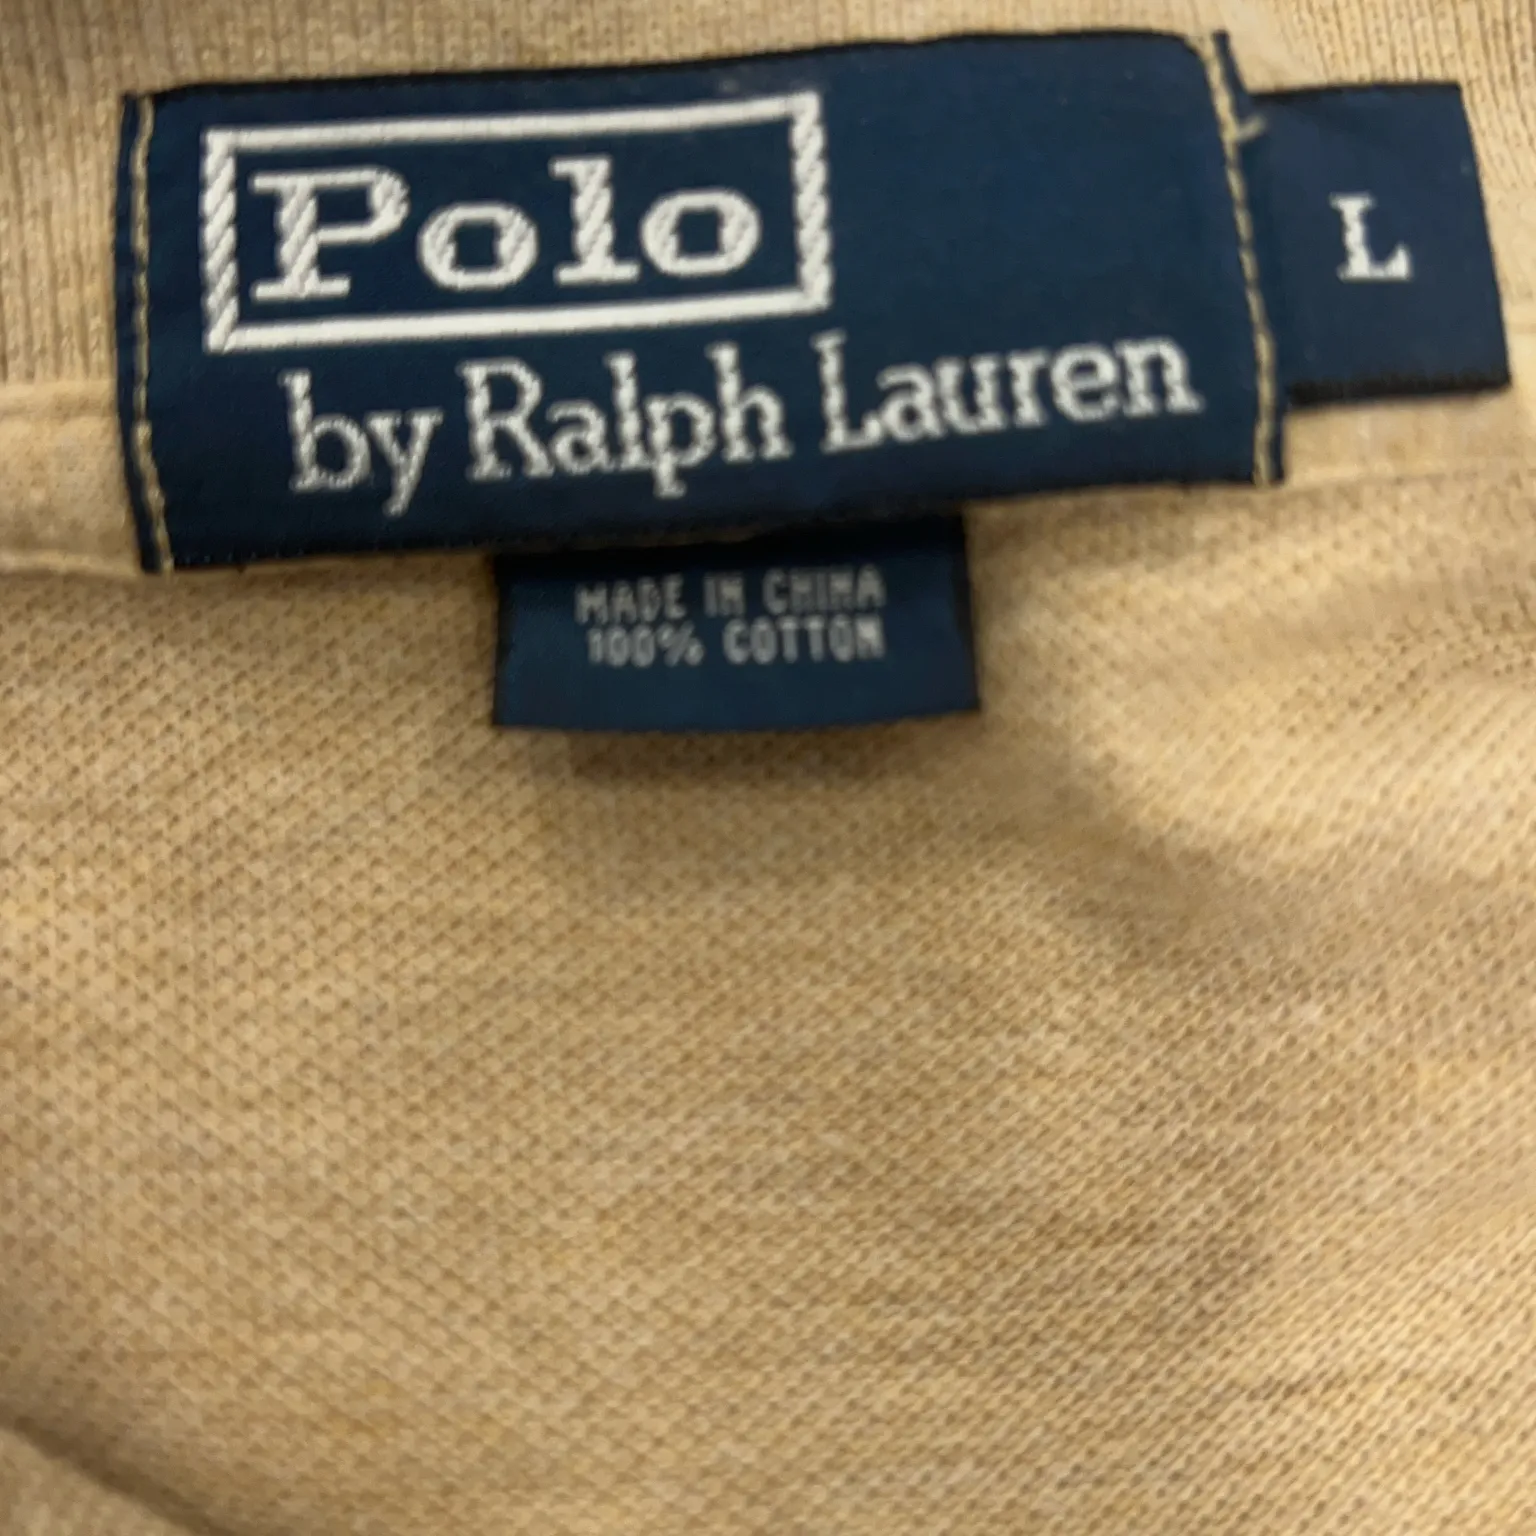 Polo
by Ralph Lauren
L
MADE IN CHINA
100% COTTON